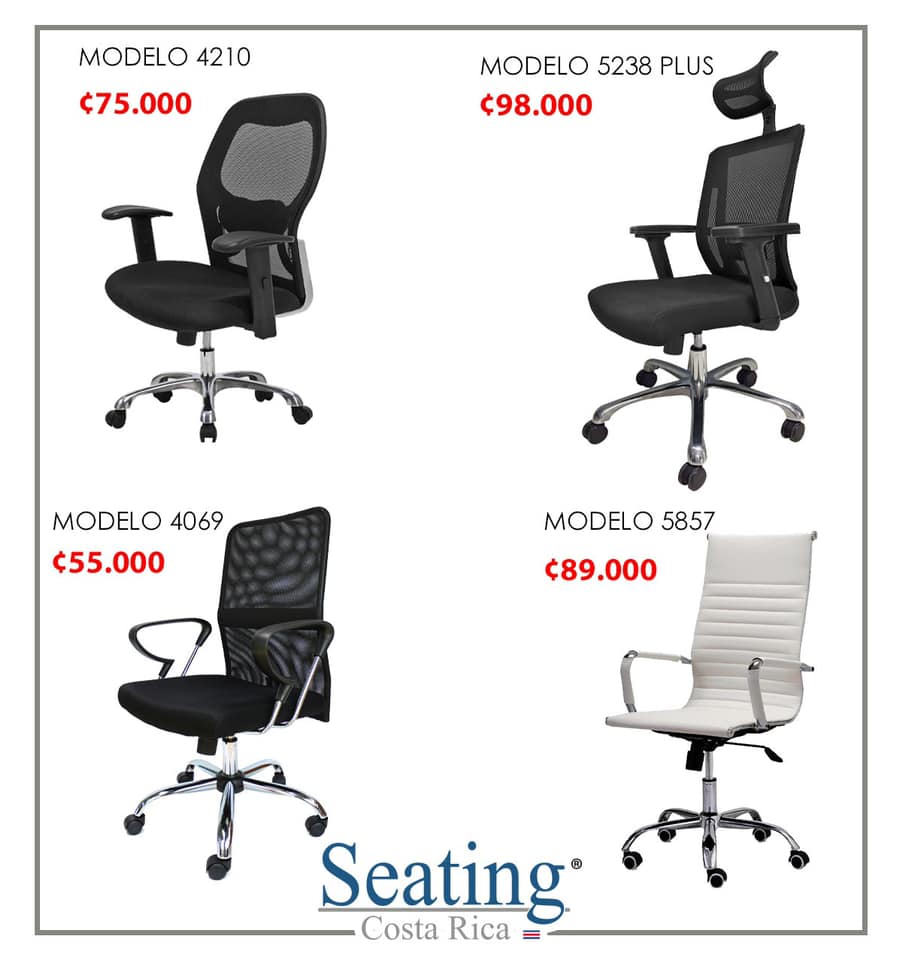 MODELO 4210
¢75.000
MODELO 5238 PLUS
¢98.000
MODELO 4069
¢55.000
MODELO 5857
¢89.000
Seating®
Costa Rica